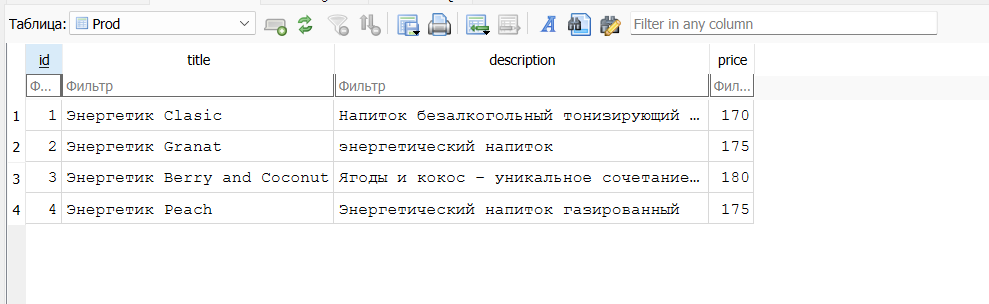 Таблица: Prod Filter in any column
id title description price
Ф... Фильтр Фильтр Фил...
1 1 Энергетик Clasic Напиток безалкогольный тонизирующий … 170
2 2 Энергетик Granat энергетический напиток 175
3 3 Энергетик Berry and Coconut Ягоды и кокос – уникальное сочетание… 180
4 4 Энергетик Peach Энергетический напиток газированный 175